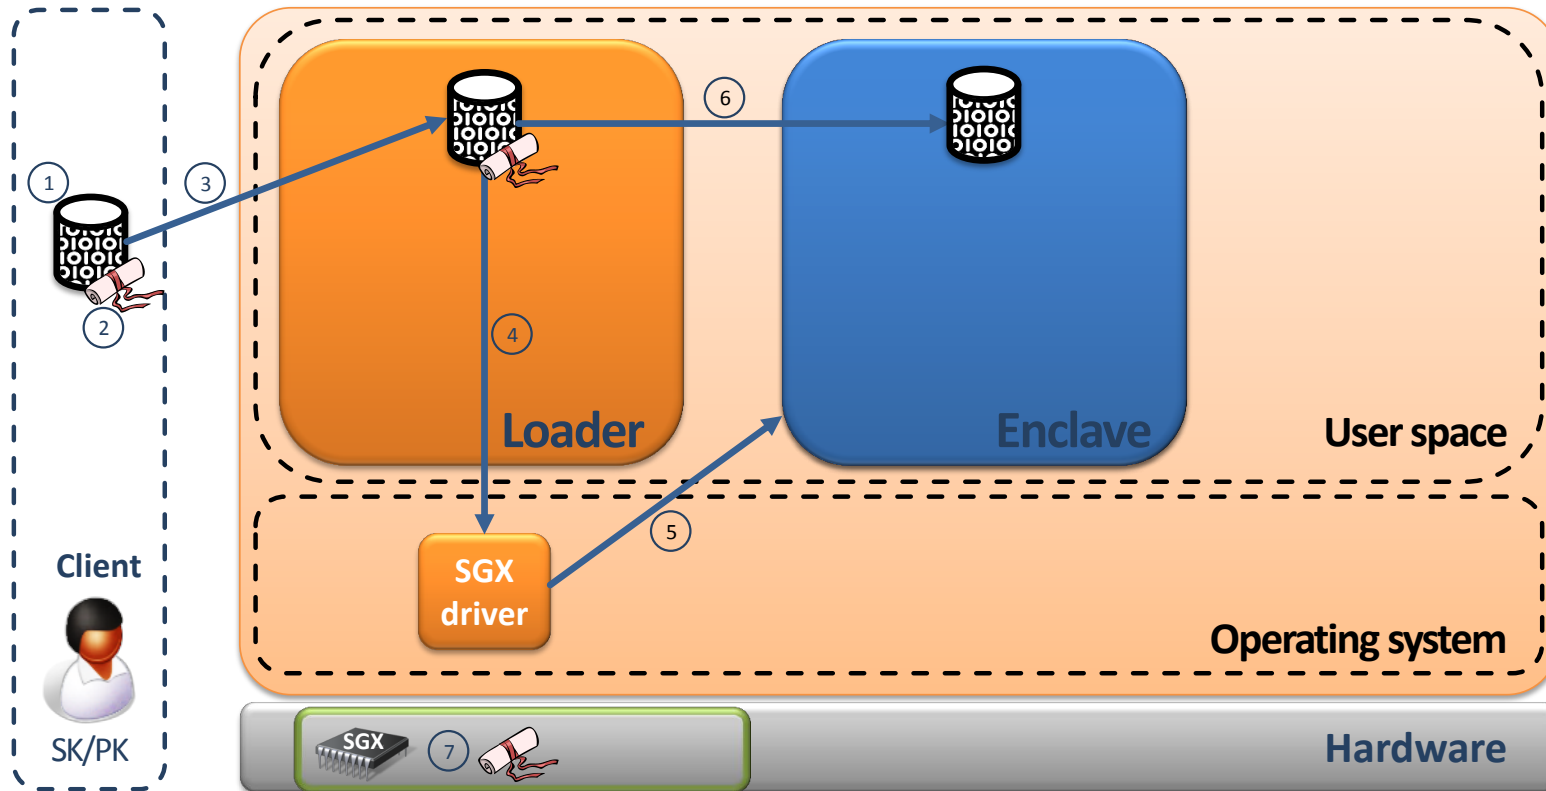 1
2
3
4
5
6
Loader
Enclave
User space
Client
SGX
driver
Operating system
SK/PK
SGX
7
Hardware